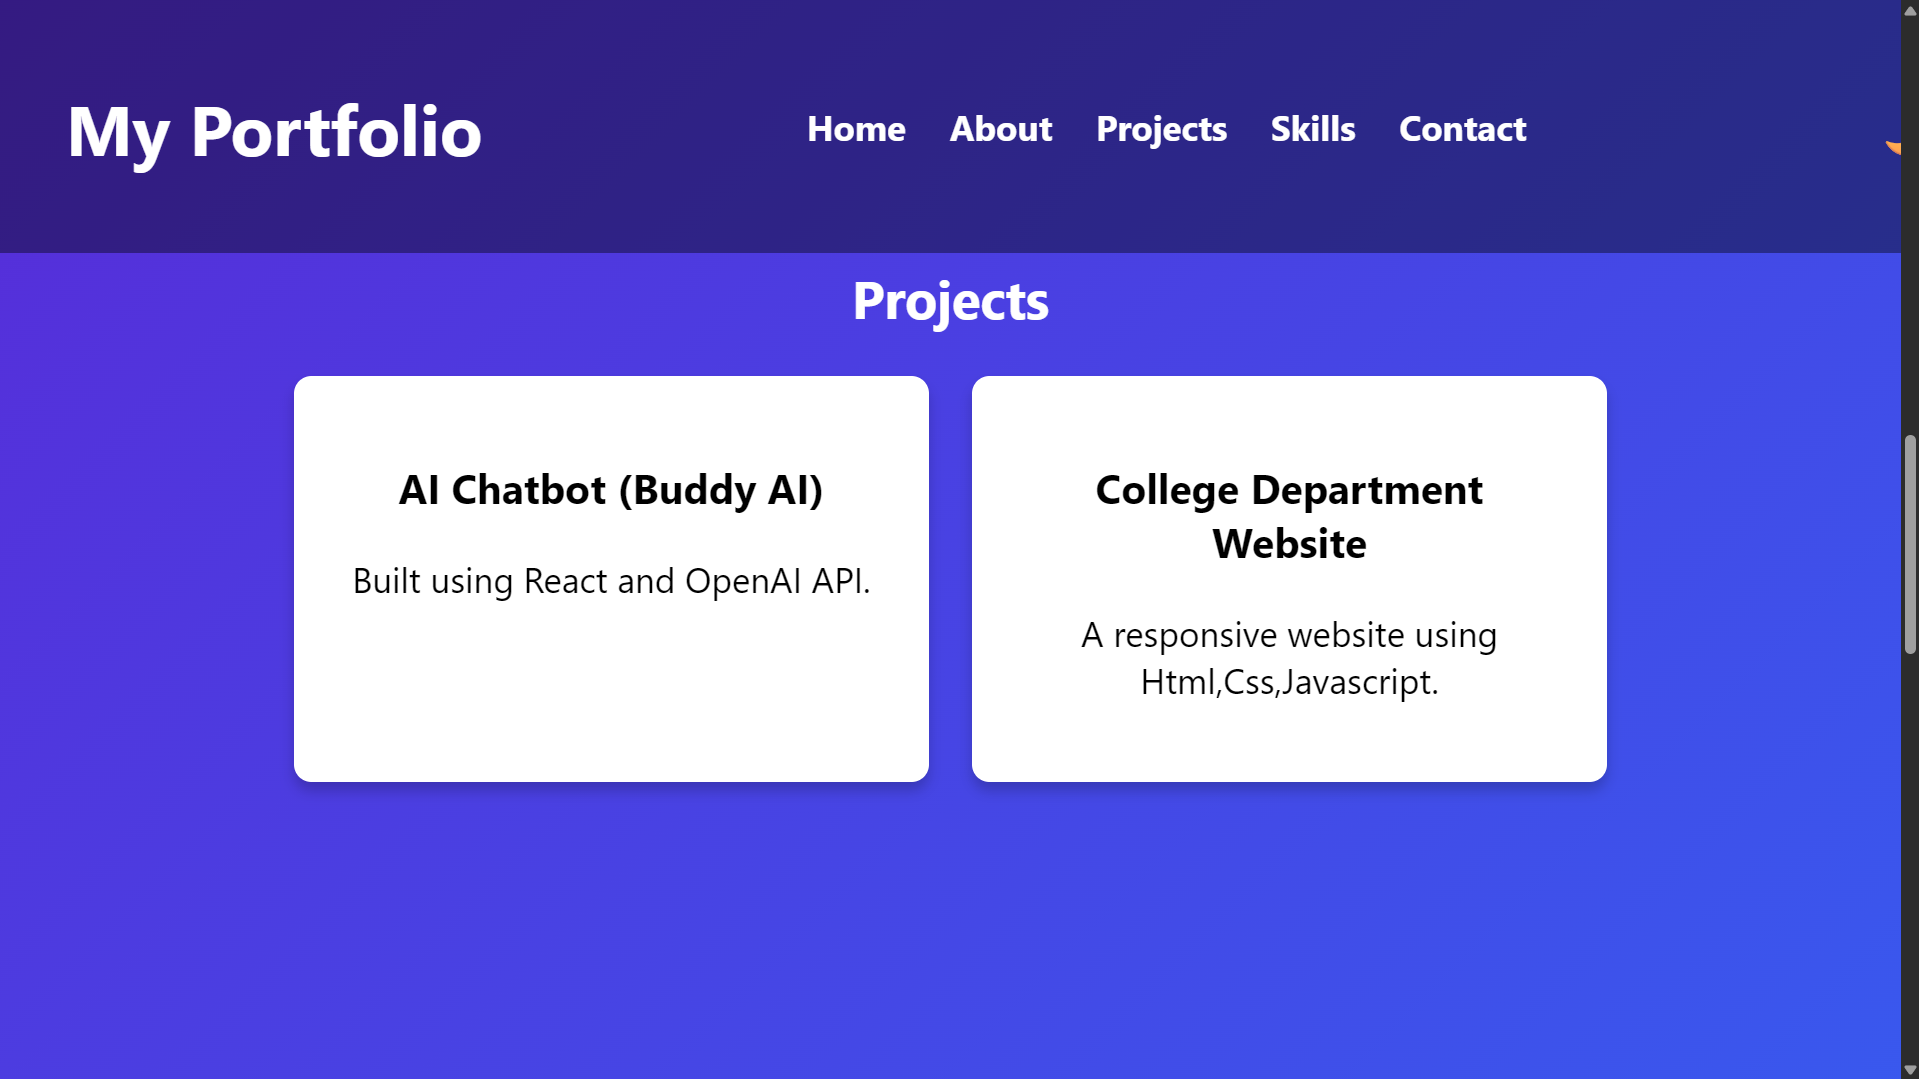 My Portfolio
Home About Projects Skills Contact
Projects
AI Chatbot (Buddy AI)
Built using React and OpenAI API.
College Department
Website
A responsive website using
Html,Css,Javascript.